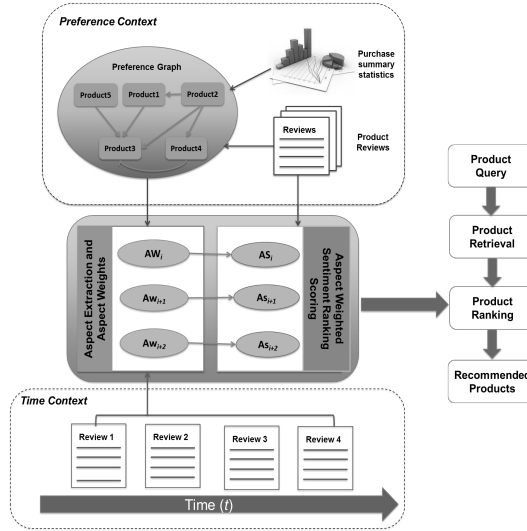 Preference Context
Preference Graph
Product5
Product1
Product2
Product3
Product4
Purchase
summary
statistics
Reviews
Product
Reviews
Aspect Extraction and
Aspect Weights
AWi
Awi+1
Awi+2
ASi
Asi+1
Asi+2
Aspect Weighted
Sentiment Ranking
Scoring
Product
Query
Product
Retrieval
Product
Ranking
Recommended
Products
Time Context
Review 1
Review 2
Review 3
Review 4
Time (t)